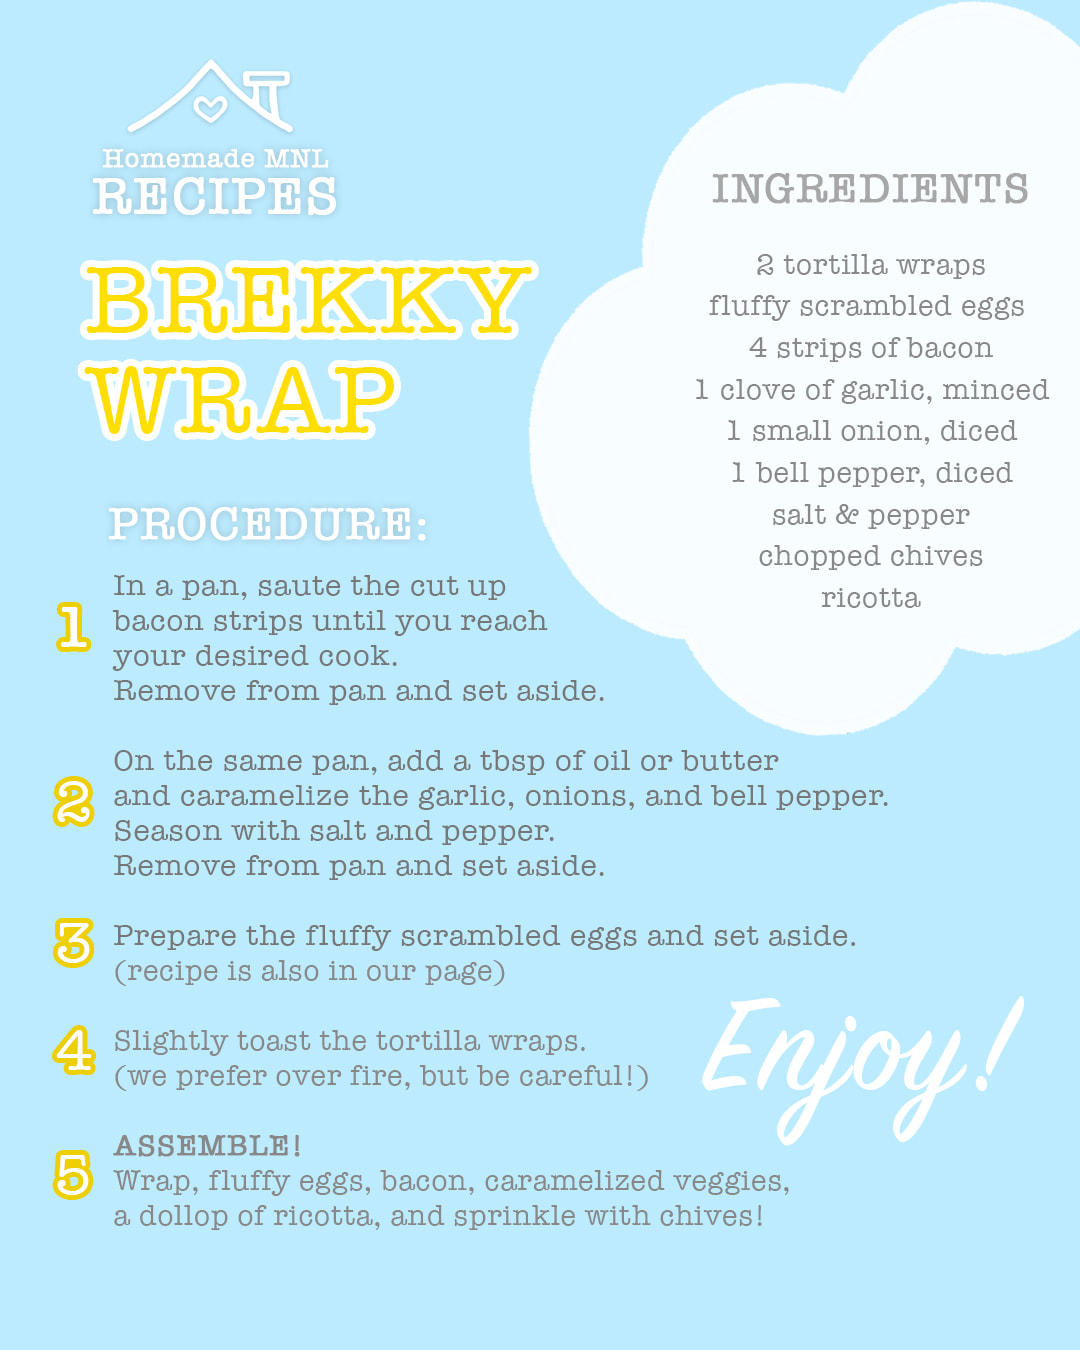 Homemade MNL
RECIPES
BREKKY
WRAP
INGREDIENTS
2 tortilla wraps
fluffy scrambled eggs
4 strips of bacon
1 clove of garlic, minced
1 small onion, diced
1 bell pepper, diced
salt & pepper
chopped chives
ricotta
PROCEDURE:
1
In a pan, saute the cut up
bacon strips until you reach
your desired cook.
Remove from pan and set aside.
2
On the same pan, add a tbsp of oil or butter
and caramelize the garlic, onions, and bell pepper.
Season with salt and pepper.
Remove from pan and set aside.
3
Prepare the fluffy scrambled eggs and set aside.
(recipe is also in our page)
4
Slightly toast the tortilla wraps.
(we prefer over fire, but be careful!)
5
ASSEMBLE!
Wrap, fluffy eggs, bacon, caramelized veggies,
a dollop of ricotta, and sprinkle with chives!
Enjoy!